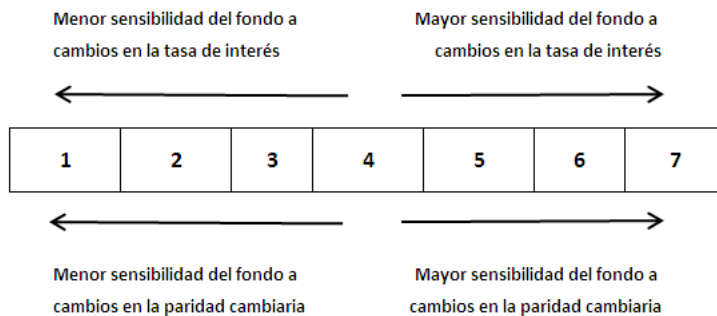 Menor sensibilidad del fondo a
cambios en la tasa de interés
Mayor sensibilidad del fondo a
cambios en la tasa de interés
1 2 3 4 5 6 7
Menor sensibilidad del fondo a
cambios en la paridad cambiaria
Mayor sensibilidad del fondo a
cambios en la paridad cambiaria